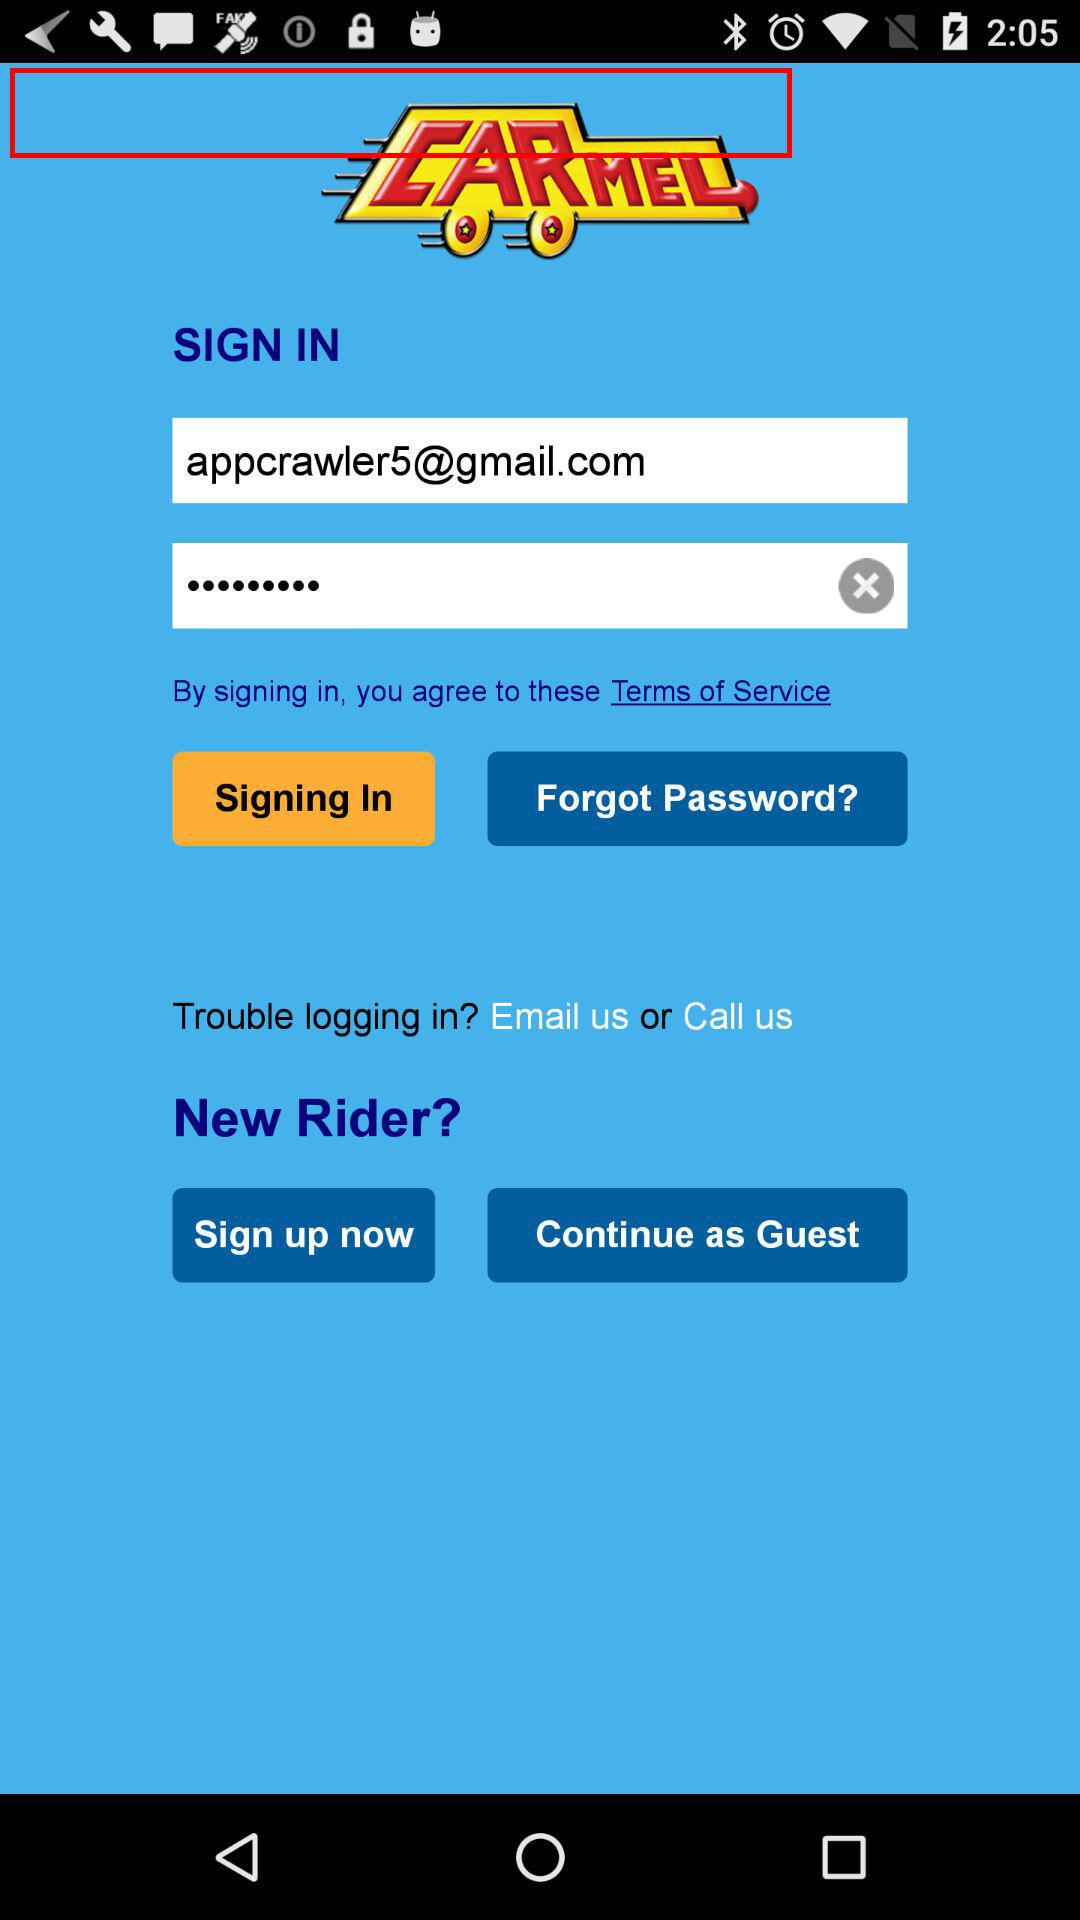 FAKE
2:05
CARMEL
SIGN IN
appcrawler5@gmail.com
•••••••••
By signing in, you agree to these Terms of Service
Signing In Forgot Password?
Trouble logging in? Email us or Call us
New Rider?
Sign up now Continue as Guest